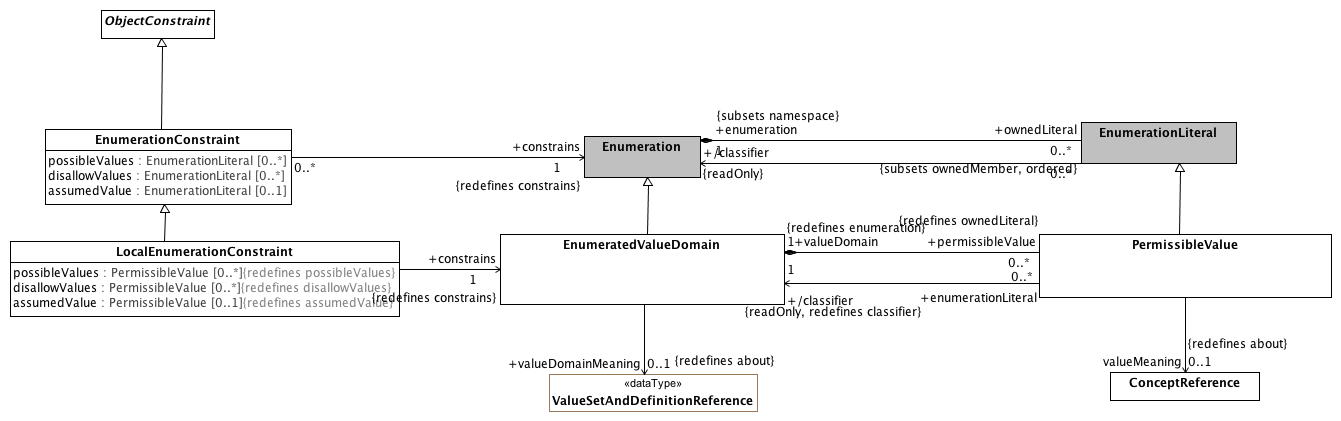 ObjectConstraint
EnumerationConstraint
possibleValues : EnumerationLiteral [0..*]
disallowValues : EnumerationLiteral [0..*]
assumedValue : EnumerationLiteral [0..1]
0..*
+constrains
1
{redefines constrains}
Enumeration
{subsets namespace}
+enumeration
1
+/classifier
{readOnly}
+ownedLiteral
0..*
{subsets ownedMember, ordered}
0..*
EnumerationLiteral
LocalEnumerationConstraint
possibleValues : PermissibleValue [0..*]{redefines possibleValues}
disallowValues : PermissibleValue [0..*]{redefines disallowValues}
assumedValue : PermissibleValue [0..1]{redefines assumedValue}
+constrains
1
{redefines constrains}
EnumeratedValueDomain
{redefines enumeration}
1
+valueDomain
1
+/classifier
{readOnly, redefines classifier}
{redefines ownedLiteral}
+permissibleValue
0..*
0..*
+enumerationLiteral
PermissibleValue
+valueDomainMeaning
0..1
{redefines about}
«dataType»
ValueSetAndDefinitionReference
{redefines about}
valueMeaning
0..1
ConceptReference